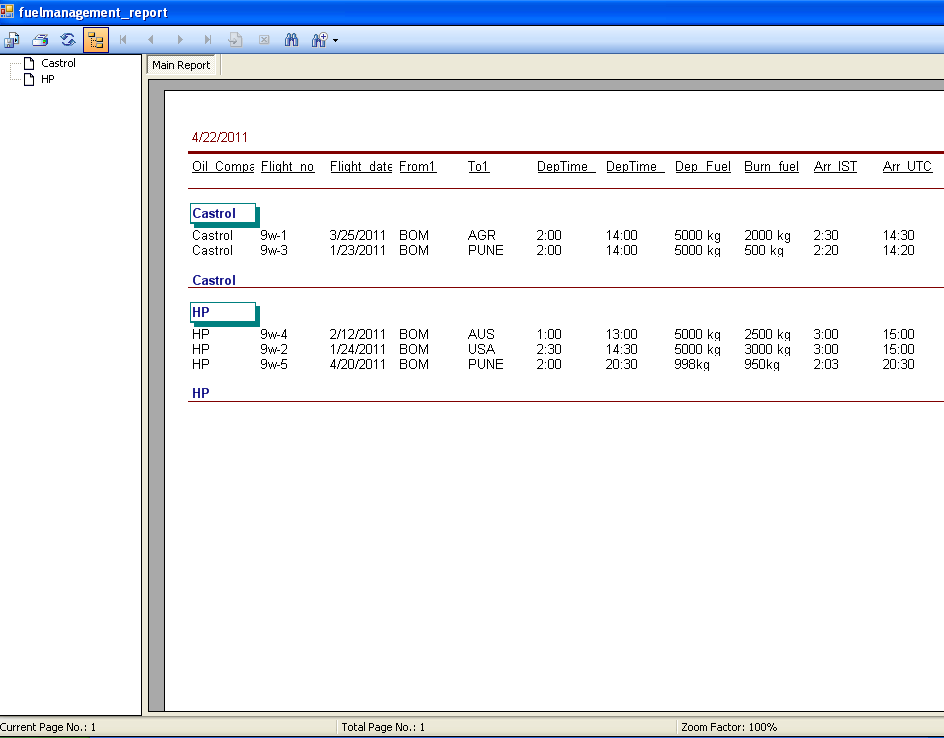 fuelmanagement_report
Castrol
HP
Main Report
4/22/2011
Oil_Compa Flight_no Flight_date From1 To1 DepTime_ DepTime_ Dep_Fuel Burn_fuel Arr_IST Arr_UTC
Castrol
Castrol 9w-1 3/25/2011 BOM AGR 2:00 14:00 5000 kg 2000 kg 2:30 14:30
Castrol 9w-3 1/23/2011 BOM PUNE 2:00 14:00 5000 kg 500 kg 2:20 14:20
Castrol
HP
HP 9w-4 2/12/2011 BOM AUS 1:00 13:00 5000 kg 2500 kg 3:00 15:00
HP 9w-2 1/24/2011 BOM USA 2:30 14:30 5000 kg 3000 kg 3:00 15:00
HP 9w-5 4/20/2011 BOM PUNE 2:00 20:30 998kg 950kg 2:03 20:30
HP
Current Page No.: 1 Total Page No.: 1 Zoom Factor: 100%